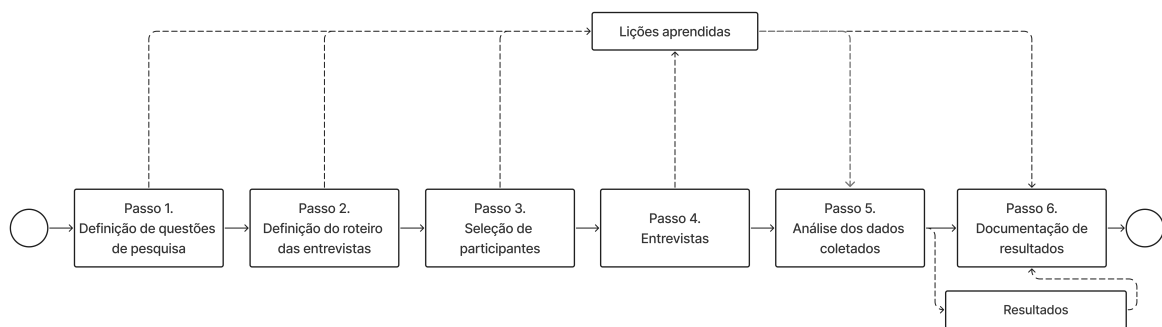 Lições aprendidas
Passo 1.
Definição de questões
de pesquisa
Passo 2.
Definição do roteiro
das entrevistas
Passo 3.
Seleção de
participantes
Passo 4.
Entrevistas
Passo 5.
Análise dos dados
coletados
Passo 6.
Documentação de
resultados
Resultados